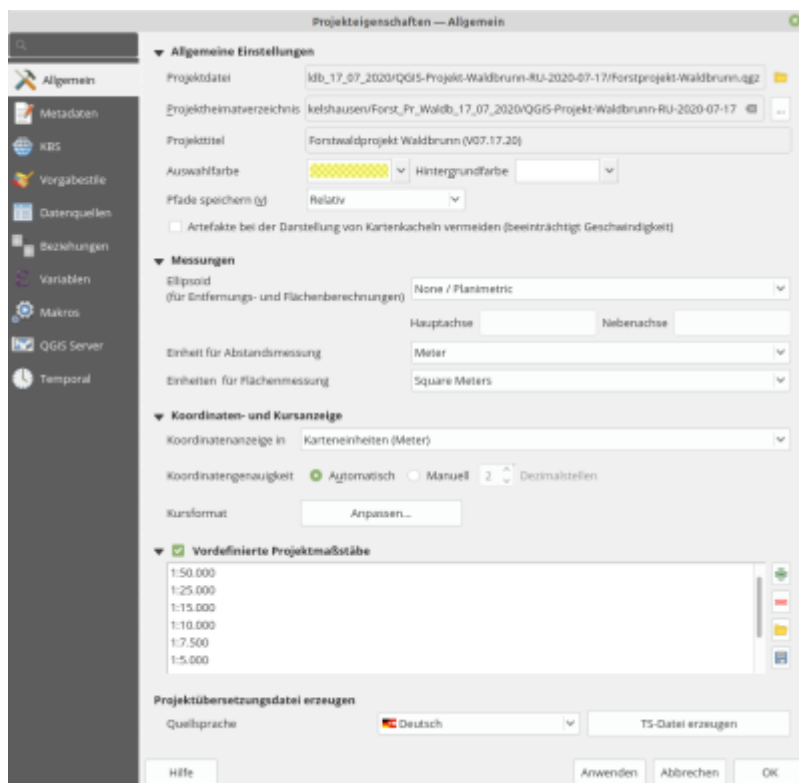 Projekteigenschaften — Allgemein
Allgemein
Metadaten
KBS
Vorgabestile
Datenquellen
Beziehungen
Variablen
Makros
QGIS Server
Temporal
Allgemeine Einstellungen
Projektdatei ldb_17_07_2020/QGIS-Projekt-Waldbrunn-RU-2020-07-17/Forstprojekt-Waldbrunn.qgz
Projektheimatverzeichnis kelshausen/Forst_Pr_Waldb_17_07_2020/QGIS-Projekt-Waldbrunn-RU-2020-07-17 ...
Projekttitel Forstwaldprojekt Waldbrunn (V07.17.20)
Auswahlfarbe Hintergrundfarbe
Pfade speichern (v) Relativ
Artefakte bei der Darstellung von Kartenkacheln vermeiden (beeinträchtigt Geschwindigkeit)
Messungen
Ellipsoid
(für Entfernungs- und Flächenberechnungen) None / Planimetric
Hauptachse Nebenachse
Einheit für Abstandsmessung Meter
Einheiten für Flächenmessung Square Meters
Koordinaten- und Kursanzeige
Koordinatenanzeige in Karteneinheiten (Meter)
Koordinatengenauigkeit Automatisch Manuell 2 Dezimalstellen
Kursformat Anpassen...
Vordefinierte Projektmaßstäbe
1:50.000
1:25.000
1:15.000
1:10.000
1:7.500
1:5.000
Projektübersetzungsdatei erzeugen
Quellsprache Deutsch TS-Datei erzeugen
Hilfe Anwenden Abbrechen OK